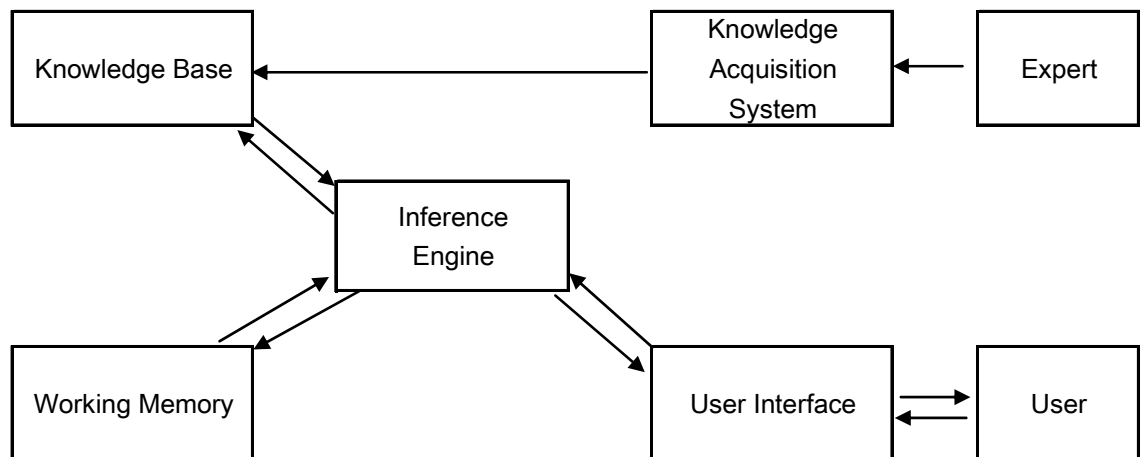 Knowledge Base
Knowledge
Acquisition
System
Expert
Inference
Engine
Working Memory
User Interface
User